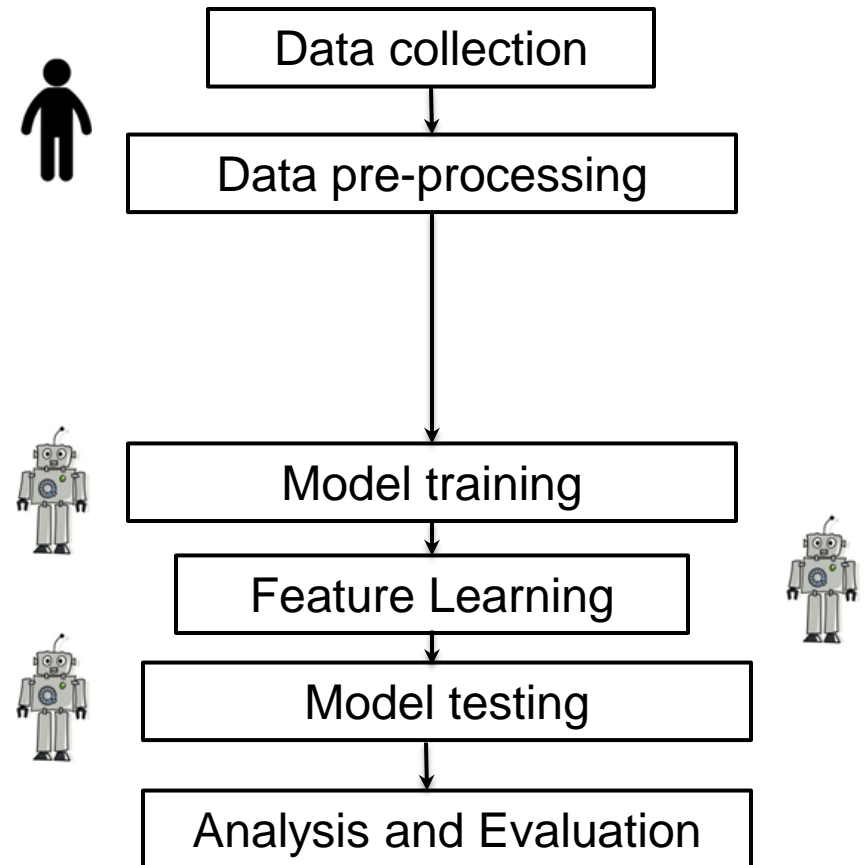 Data collection
Data pre-processing
Model training
Feature Learning
Model testing
Analysis and Evaluation